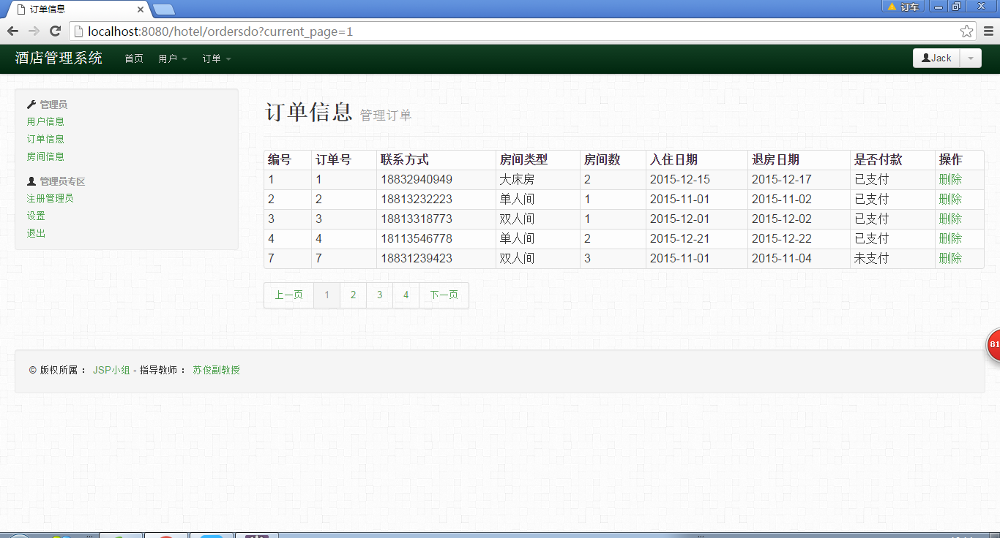 订单信息
订车
localhost:8080/hotel/ordersdo?current_page=1
酒店管理系统 首页 用户 订单 Jack
管理员
用户信息
订单信息
房间信息
管理员专区
注册管理员
设置
退出
订单信息 管理订单
编号 订单号 联系方式 房间类型 房间数 入住日期 退房日期 是否付款 操作
1 1 18832940949 大床房 2 2015-12-15 2015-12-17 已支付 删除
2 2 18813232223 单人间 1 2015-11-01 2015-11-02 已支付 删除
3 3 18813318773 双人间 1 2015-12-01 2015-12-02 已支付 删除
4 4 18113546778 单人间 2 2015-12-21 2015-12-22 已支付 删除
7 7 18831239423 双人间 3 2015-11-01 2015-11-04 未支付 删除
上一页 1 2 3 4 下一页
81
© 版权所属： JSP小组 - 指导教师： 苏俊副教授